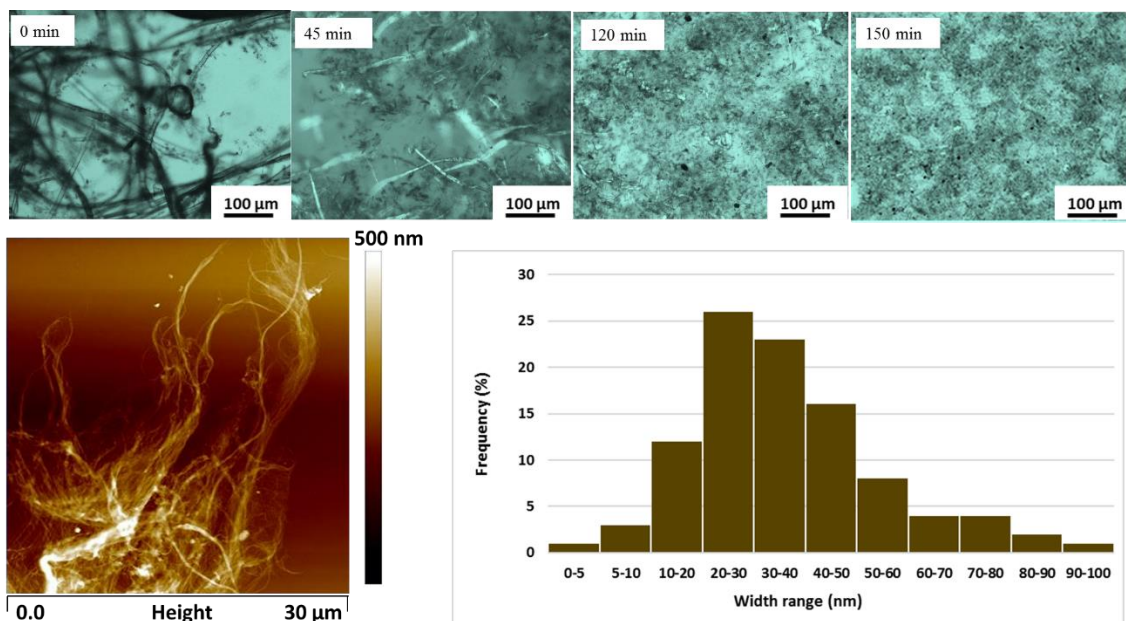 0 min
45 min
120 min
150 min
100 µm
100 µm
100 µm
100 µm
500 nm
0.0 Height 30 µm
30
25
20
15
10
5
0
Frequency (%)
0-5 5-10 10-20 20-30 30-40 40-50 50-60 60-70 70-80 80-90 90-100
Width range (nm)